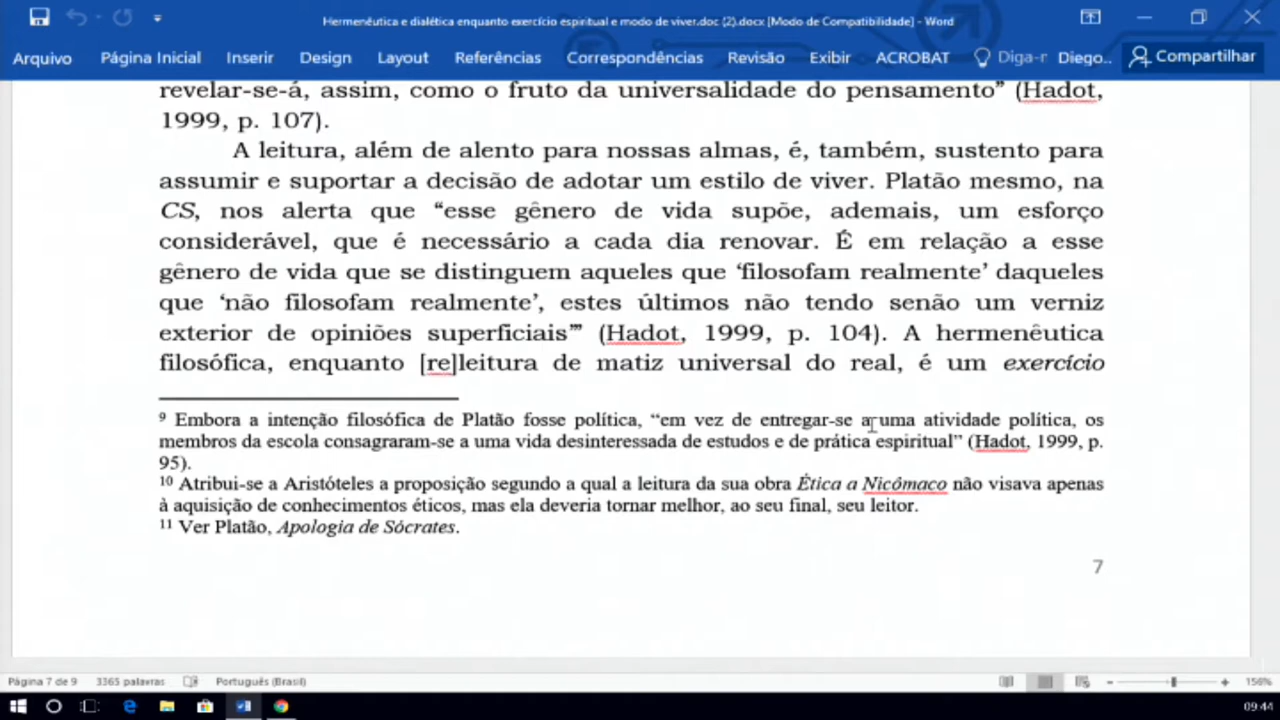 Hermenêutica e dialética enquanto exercício espiritual e modo de viver.doc (2).docx [Modo de Compatibilidade] - Word
Arquivo Página Inicial Inserir Design Layout Referências Correspondências Revisão Exibir ACROBAT Diga-r Diego... Compartilhar
revelar-se-á, assim, como o fruto da universalidade do pensamento” (Hadot,
1999, p. 107).
A leitura, além de alento para nossas almas, é, também, sustento para
assumir e suportar a decisão de adotar um estilo de viver. Platão mesmo, na
CS, nos alerta que “esse gênero de vida supõe, ademais, um esforço
considerável, que é necessário a cada dia renovar. É em relação a esse
gênero de vida que se distinguem aqueles que ‘filosofam realmente’ daqueles
que ‘não filosofam realmente’, estes últimos não tendo senão um verniz
exterior de opiniões superficiais’” (Hadot, 1999, p. 104). A hermenêutica
filosófica, enquanto [re]leitura de matiz universal do real, é um exercício
9 Embora a intenção filosófica de Platão fosse política, “em vez de entregar-se a uma atividade política, os
membros da escola consagraram-se a uma vida desinteressada de estudos e de prática espiritual” (Hadot, 1999, p.
95).
10 Atribui-se a Aristóteles a proposição segundo a qual a leitura da sua obra Ética a Nicômaco não visava apenas
à aquisição de conhecimentos éticos, mas ela deveria tornar melhor, ao seu final, seu leitor.
11 Ver Platão, Apologia de Sócrates.
7
Página 7 de 9 3365 palavras Português (Brasil) 156%
09:44